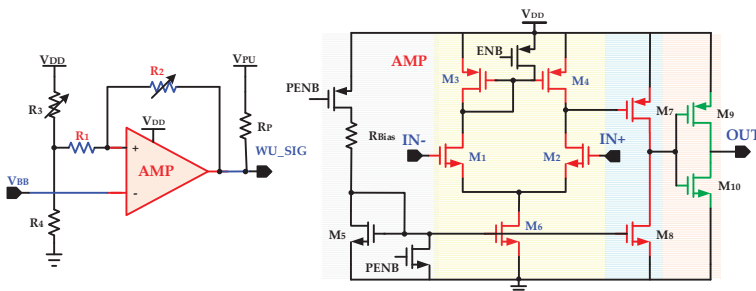 VDD
R3
R2
VPU
R1
VDD
+
RP
WU_SIG
VBB
-
AMP
R4
VDD
ENB
AMP
PENB
M3
M4
RBias
IN-
IN+
M1
M2
M7
M9
OUT
M10
M5
M6
M8
PENB